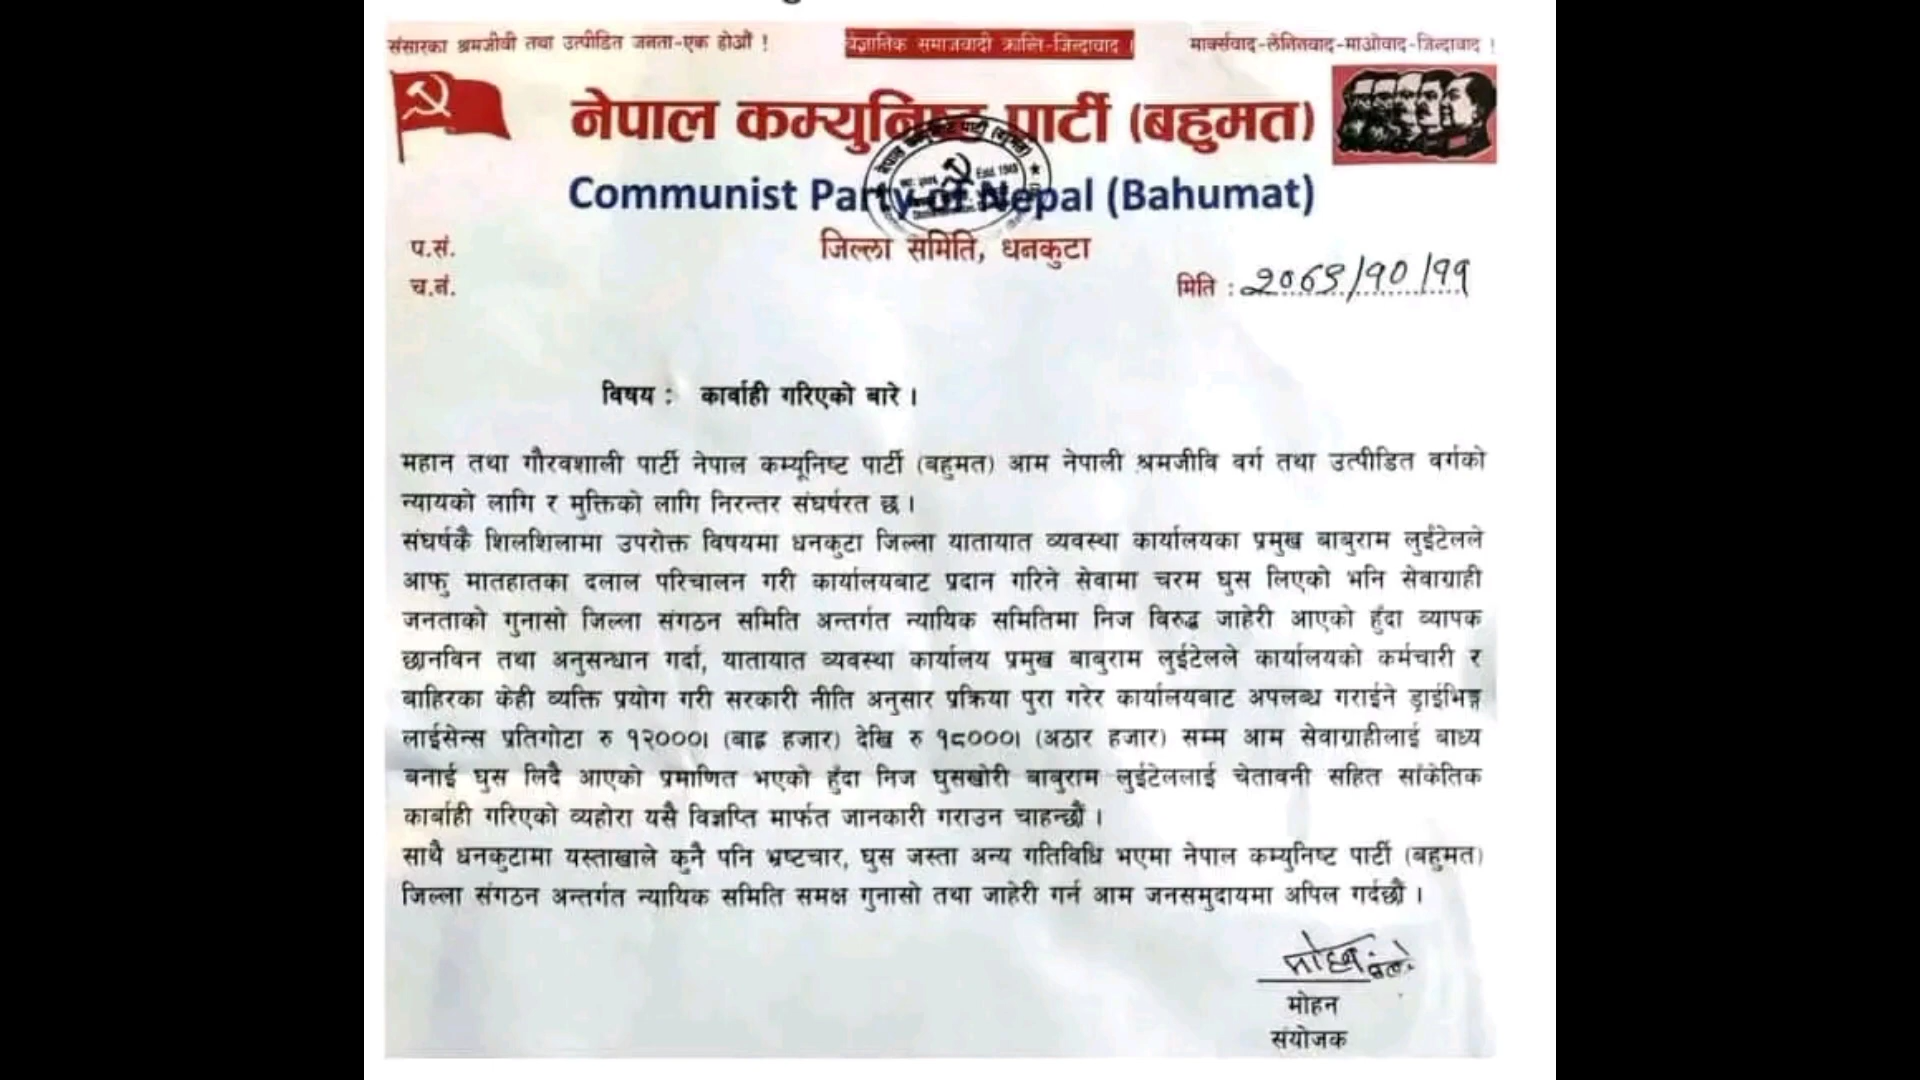 संसारका श्रमजीवी तथा उत्पीडित जनता-एक होऔं !
वैज्ञानिक समाजवादी क्रान्ति-जिन्दावाद !
मार्क्सवाद-लेनिनवाद-माओवाद-जिन्दावाद !
नेपाल कम्युनिष्ट पार्टी (बहुमत)
Communist Party of Nepal (Bahumat)
जिल्ला समिति, धनकुटा
प.सं.
च.नं.
मिति : २०७९/१०/११
विषय : कार्वाही गरिएको बारे ।
महान तथा गौरवशाली पार्टी नेपाल कम्यूनिष्ट पार्टी (बहुमत) आम नेपाली श्रमजीवि वर्ग तथा उत्पीडित वर्गको
न्यायको लागि र मुक्तिको लागि निरन्तर संघर्षरत छ ।
संघर्षकै शिलशिलामा उपरोक्त विषयमा धनकुटा जिल्ला यातायात व्यवस्था कार्यालयका प्रमुख बाबुराम लुईंटेलले
आफु मातहातका दलाल परिचालन गरी कार्यालयबाट प्रदान गरिने सेवामा चरम घुस लिएको भनि सेवाग्राही
जनताको गुनासो जिल्ला संगठन समिति अन्तर्गत न्यायिक समितिमा निज विरुद्ध जाहेरी आएको हुँदा व्यापक
छानविन तथा अनुसन्धान गर्दा, यातायात व्यवस्था कार्यालय प्रमुख बाबुराम लुईटेलले कार्यालयको कर्मचारी र
बाहिरका केही व्यक्ति प्रयोग गरी सरकारी नीति अनुसार प्रक्रिया पुरा गरेर कार्यालयबाट अपलब्ध गराईने ड्राईभिङ्ग
लाईसेन्स प्रतिगोटा रु १२०००। (बाह्र हजार) देखि रु १८०००। (अठार हजार) सम्म आम सेवाग्राहीलाई बाध्य
बनाई घुस लिदै आएको प्रमाणित भएको हुँदा निज घुसखोरी बाबुराम लुईटेललाई चेतावनी सहित सांकेतिक
कार्बाही गरिएको व्यहोरा यसै विज्ञप्ति मार्फत जानकारी गराउन चाहन्छौं ।
साथै धनकुटामा यस्ताखाले कुनै पनि भ्रष्टचार, घुस जस्ता अन्य गतिविधि भएमा नेपाल कम्युनिष्ट पार्टी (बहुमत)
जिल्ला संगठन अन्तर्गत न्यायिक समिति समक्ष गुनासो तथा जाहेरी गर्न आम जनसमुदायमा अपिल गर्दछौं ।
मोहन
मोहन
संयोजक